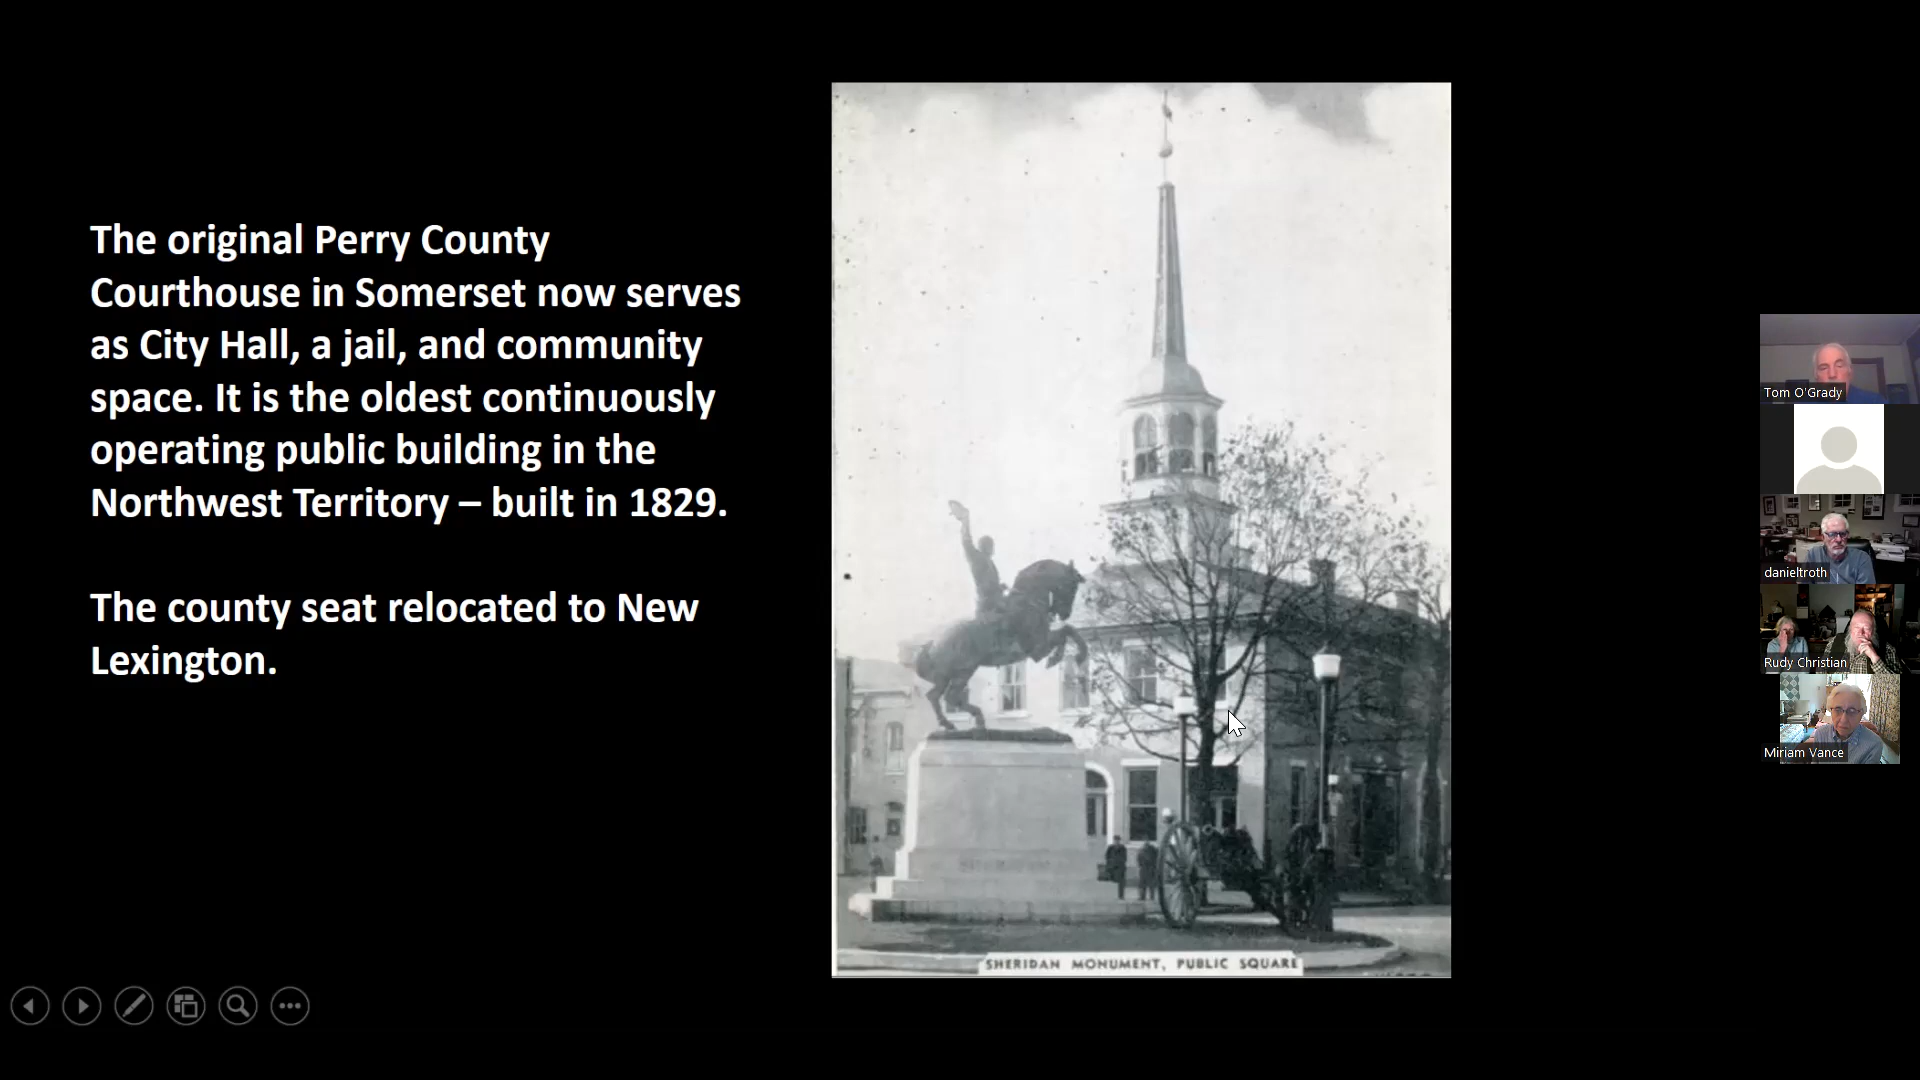 The original Perry County
Courthouse in Somerset now serves
as City Hall, a jail, and community
space. It is the oldest continuously
operating public building in the
Northwest Territory – built in 1829.
The county seat relocated to New
Lexington.
SHERIDAN MONUMENT, PUBLIC SQUARE
Tom O'Grady
danieltroth
Rudy Christian
Miriam Vance